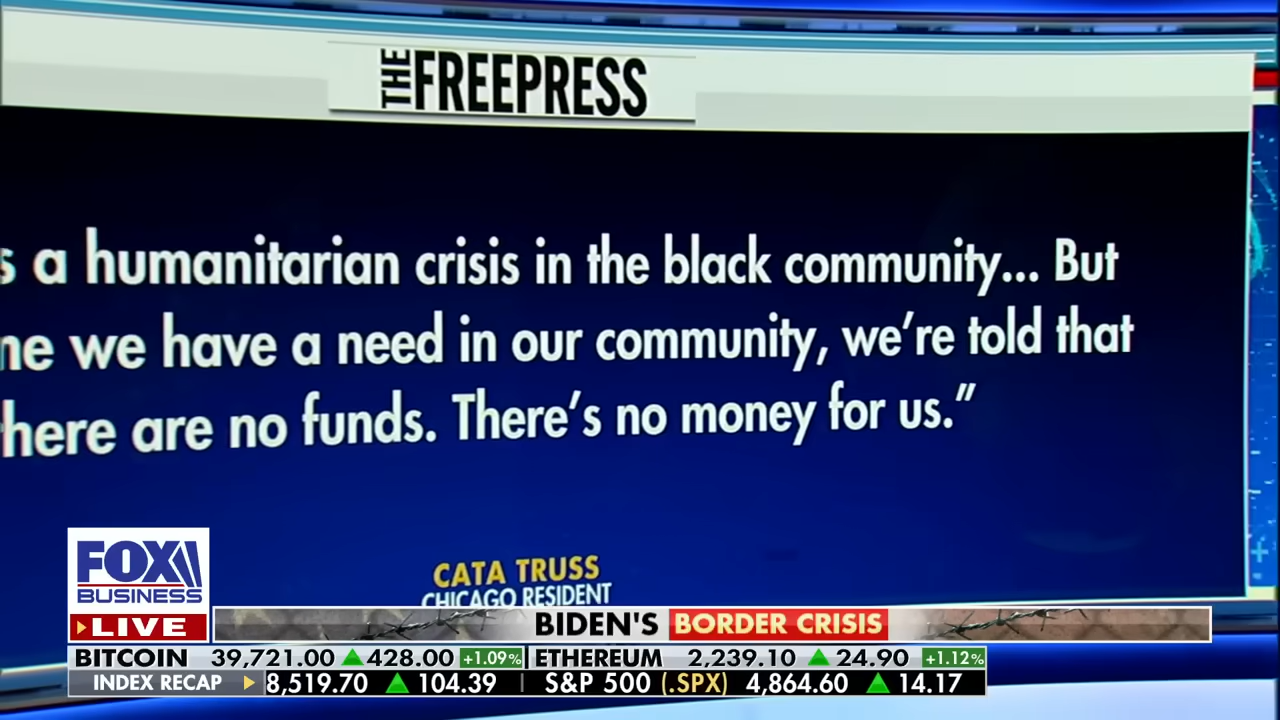 THE FREEPRESS
s a humanitarian crisis in the black community... But
ne we have a need in our community, we're told that
here are no funds. There's no money for us."
CATA TRUSS
CHICAGO RESIDENT
FOX
BUSINESS
LIVE
BIDEN'S BORDER CRISIS
BITCOIN 39,721.00 428.00 +1.09% ETHEREUM 2,239.10 24.90 +1.12%
INDEX RECAP 8,519.70 104.39 S&P 500 (.SPX) 4,864.60 14.17